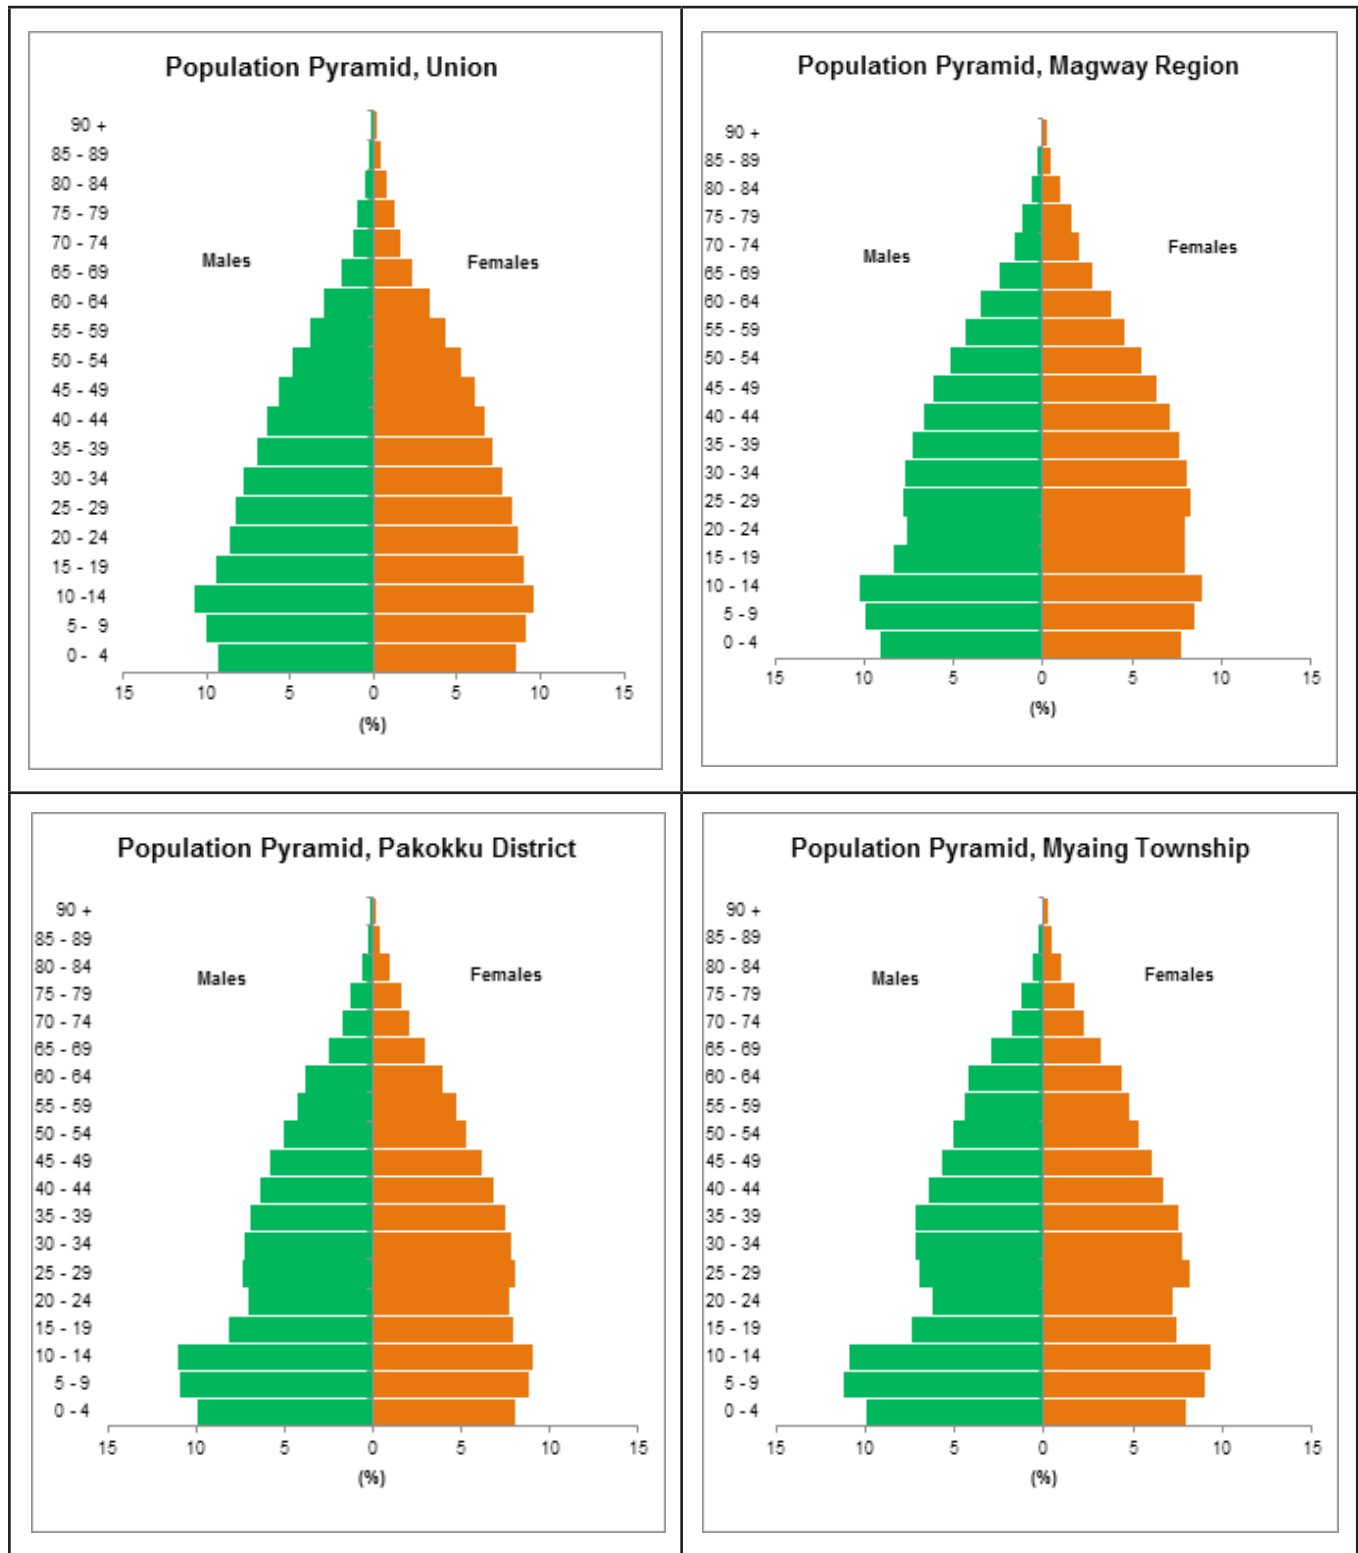 Population Pyramid, Union
90 +
85 - 89
80 - 84
75 - 79
70 - 74
65 - 69
60 - 64
55 - 59
50 - 54
45 - 49
40 - 44
35 - 39
30 - 34
25 - 29
20 - 24
15 - 19
10 -14
5 - 9
0 - 4
Males
Females
15 10 5 0 5 10 15
(%)
Population Pyramid, Magway Region
90 +
85 - 89
80 - 84
75 - 79
70 - 74
65 - 69
60 - 64
55 - 59
50 - 54
45 - 49
40 - 44
35 - 39
30 - 34
25 - 29
20 - 24
15 - 19
10 - 14
5 - 9
0 - 4
Males
Females
15 10 5 0 5 10 15
(%)
Population Pyramid, Pakokku District
90 +
85 - 89
80 - 84
75 - 79
70 - 74
65 - 69
60 - 64
55 - 59
50 - 54
45 - 49
40 - 44
35 - 39
30 - 34
25 - 29
20 - 24
15 - 19
10 - 14
5 - 9
0 - 4
Males
Females
15 10 5 0 5 10 15
(%)
Population Pyramid, Myaing Township
90 +
85 - 89
80 - 84
75 - 79
70 - 74
65 - 69
60 - 64
55 - 59
50 - 54
45 - 49
40 - 44
35 - 39
30 - 34
25 - 29
20 - 24
15 - 19
10 - 14
5 - 9
0 - 4
Males
Females
15 10 5 0 5 10 15
(%)